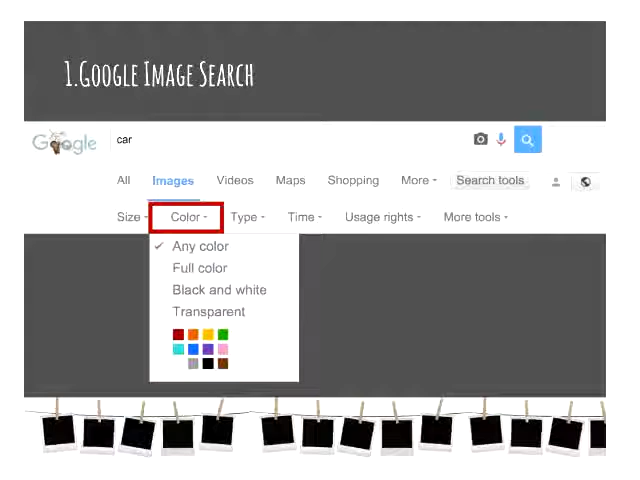 1.Google Image Search
Google
car
All Images Videos Maps Shopping More Search tools
Size Color Type Time Usage rights More tools
Any color
Full color
Black and white
Transparent